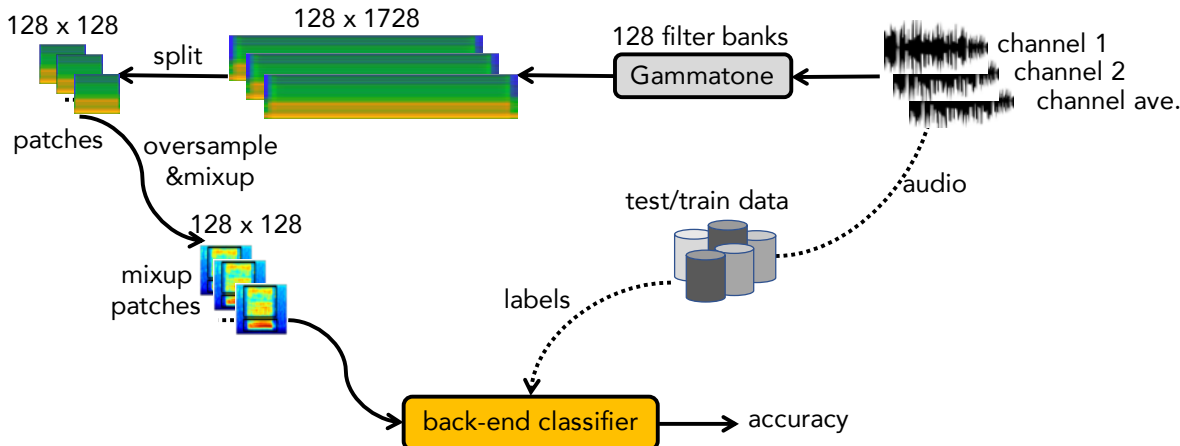 128 x 128
split
128 x 1728
128 filter banks
Gammatone
channel 1
channel 2
channel ave.
patches
oversample
&mixup
audio
test/train data
128 x 128
mixup
patches
labels
back-end classifier
accuracy